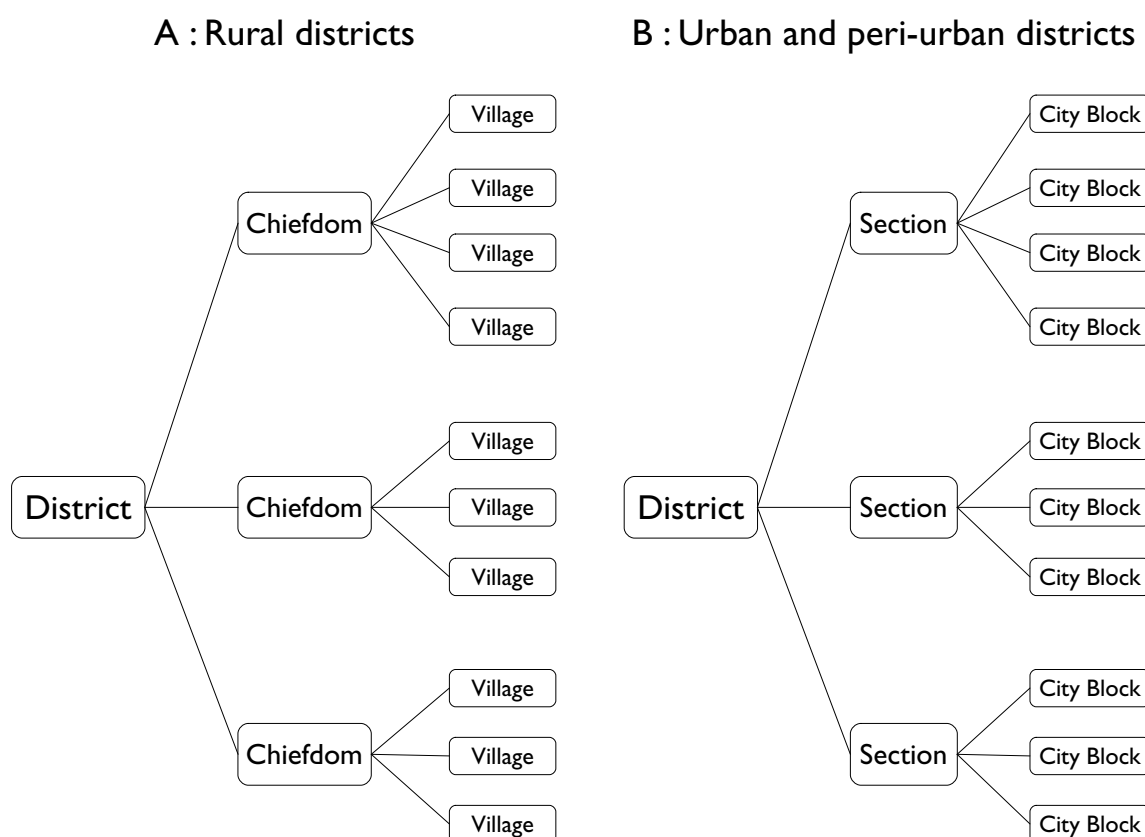 A : Rural districts
Village
Village
Chiefdom
Village
Village
Village
District
Chiefdom
Village
Village
Village
Chiefdom
Village
Village
B : Urban and peri-urban districts
City Block
City Block
Section
City Block
City Block
City Block
District
Section
City Block
City Block
City Block
Section
City Block
City Block